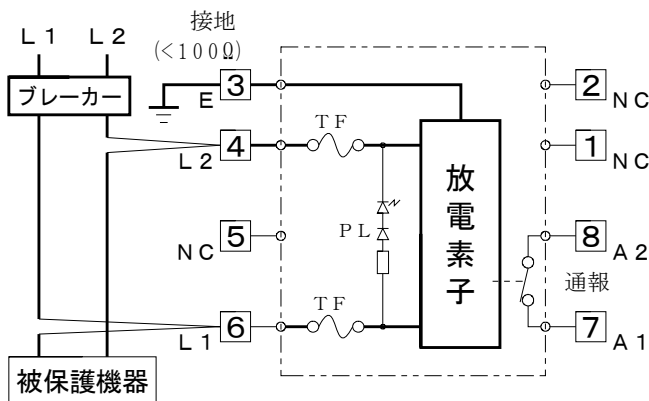 L1 L2
接地
(<100Ω)
ブレーカー
3
E
2
NC
TF
4
L2
1
NC
放電素子
5
NC
PL
8
A2
通報
TF
6
L1
7
A1
被保護機器